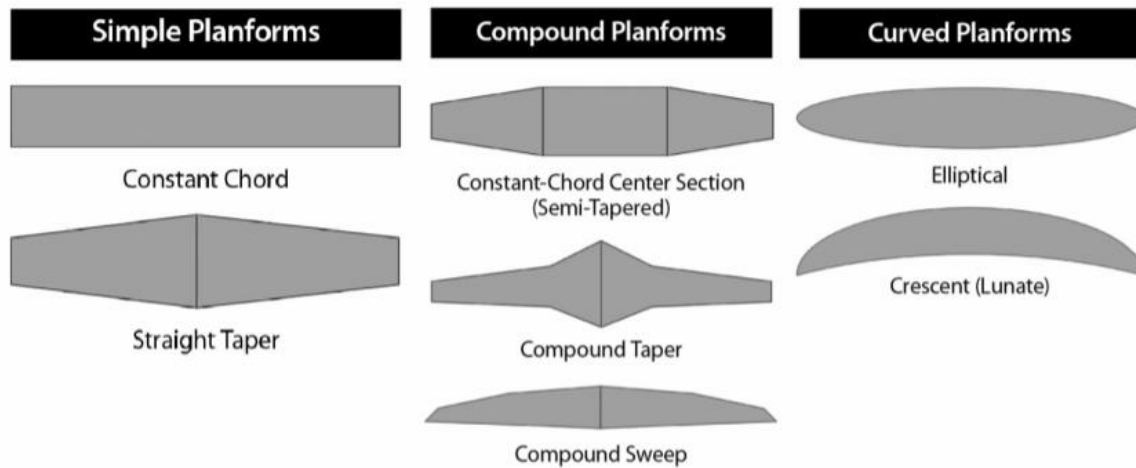 Simple Planforms
Constant Chord
Straight Taper
Compound Planforms
Constant-Chord Center Section
(Semi-Tapered)
Compound Taper
Compound Sweep
Curved Planforms
Elliptical
Crescent (Lunate)